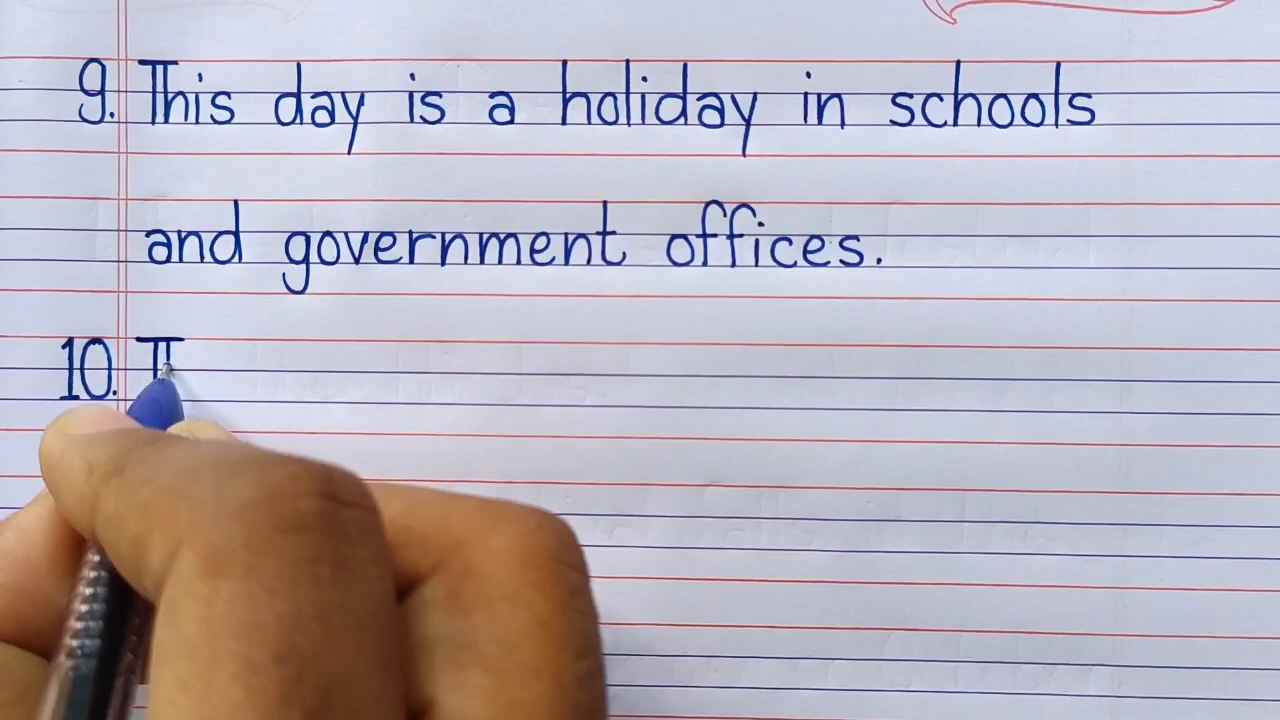 9. This day is a holiday in schools
and government offices.
10. T